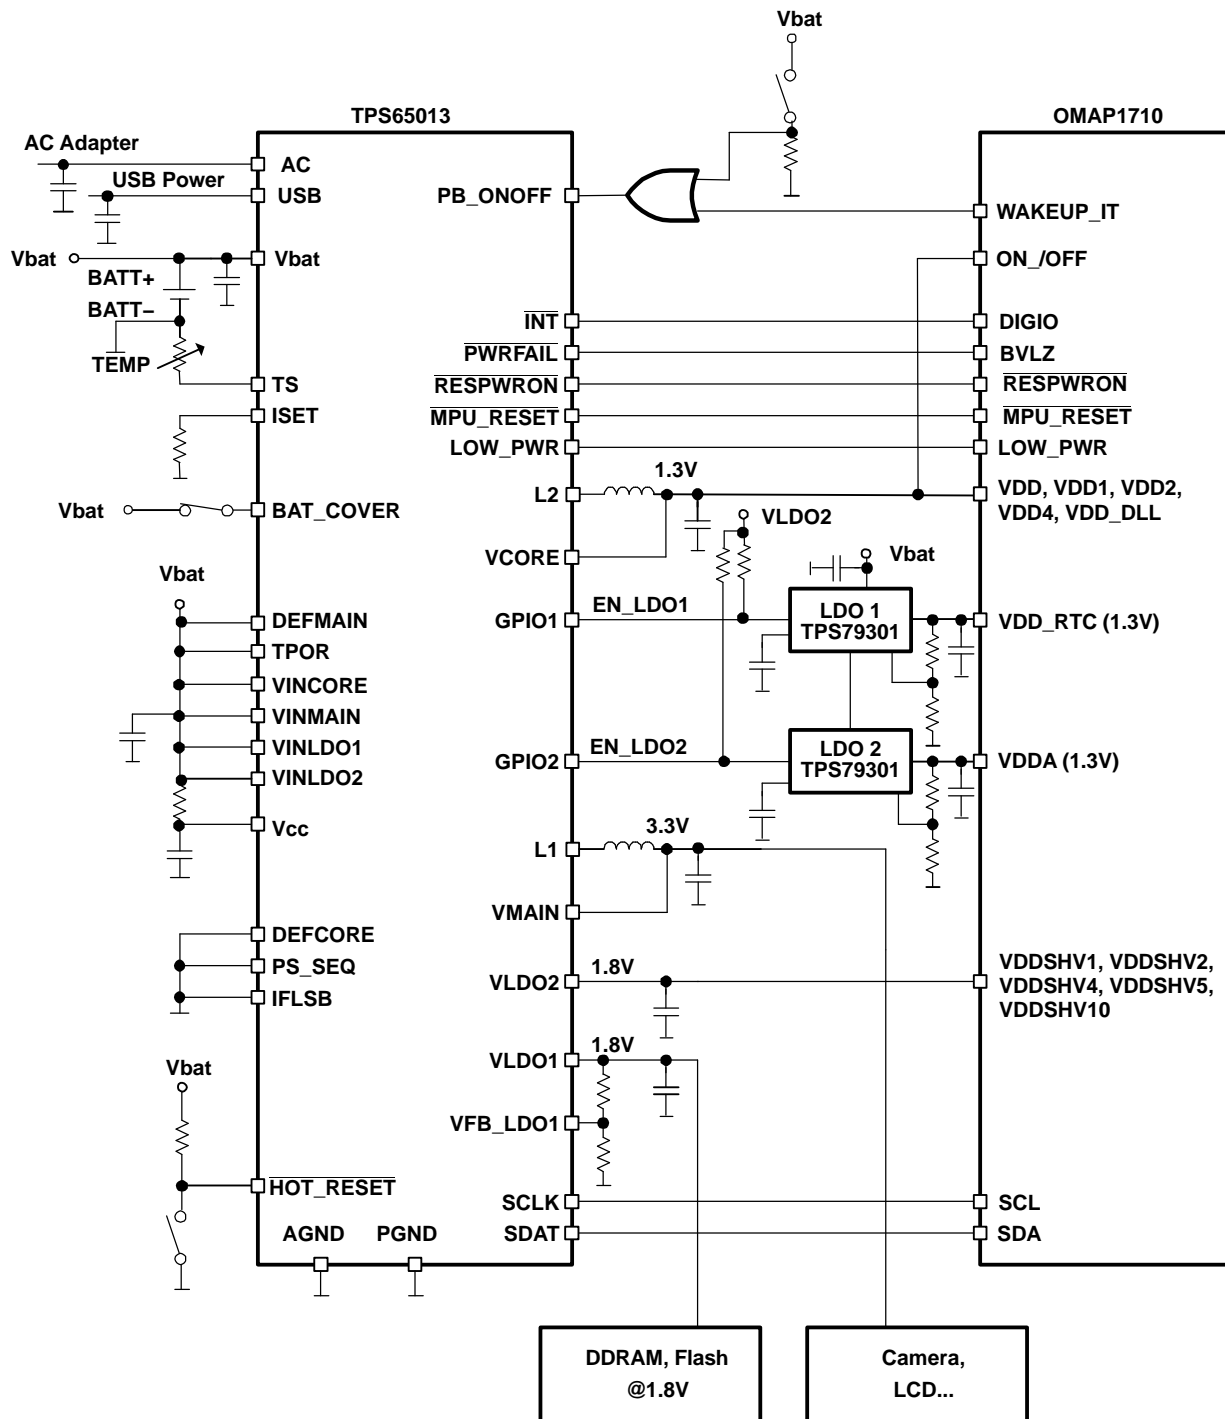 Vbat
TPS65013
OMAP1710
AC Adapter
AC
USB Power
USB
PB_ONOFF
WAKEUP_IT
Vbat
Vbat
ON_/OFF
BATT+
BATT−
INT
DIGIO
PWRFAIL
BVLZ
TEMP
TS
RESPWRON
RESPWRON
ISET
MPU_RESET
MPU_RESET
LOW_PWR
LOW_PWR
1.3V
L2
VDD, VDD1, VDD2,
VDD4, VDD_DLL
Vbat
BAT_COVER
VLDO2
VCORE
Vbat
Vbat
EN_LDO1
LDO 1
TPS79301
DEFMAIN
GPIO1
VDD_RTC (1.3V)
TPOR
VINCORE
VINMAIN
VINLDO1
EN_LDO2
LDO 2
TPS79301
GPIO2
VDDA (1.3V)
VINLDO2
Vcc
3.3V
L1
VMAIN
DEFCORE
PS_SEQ
IFLSB
1.8V
VLDO2
VDDSHV1, VDDSHV2,
VDDSHV4, VDDSHV5,
VDDSHV10
1.8V
VLDO1
Vbat
VFB_LDO1
HOT_RESET
SCLK
SCL
AGND
PGND
SDAT
SDA
DDRAM, Flash
@1.8V
Camera,
LCD...